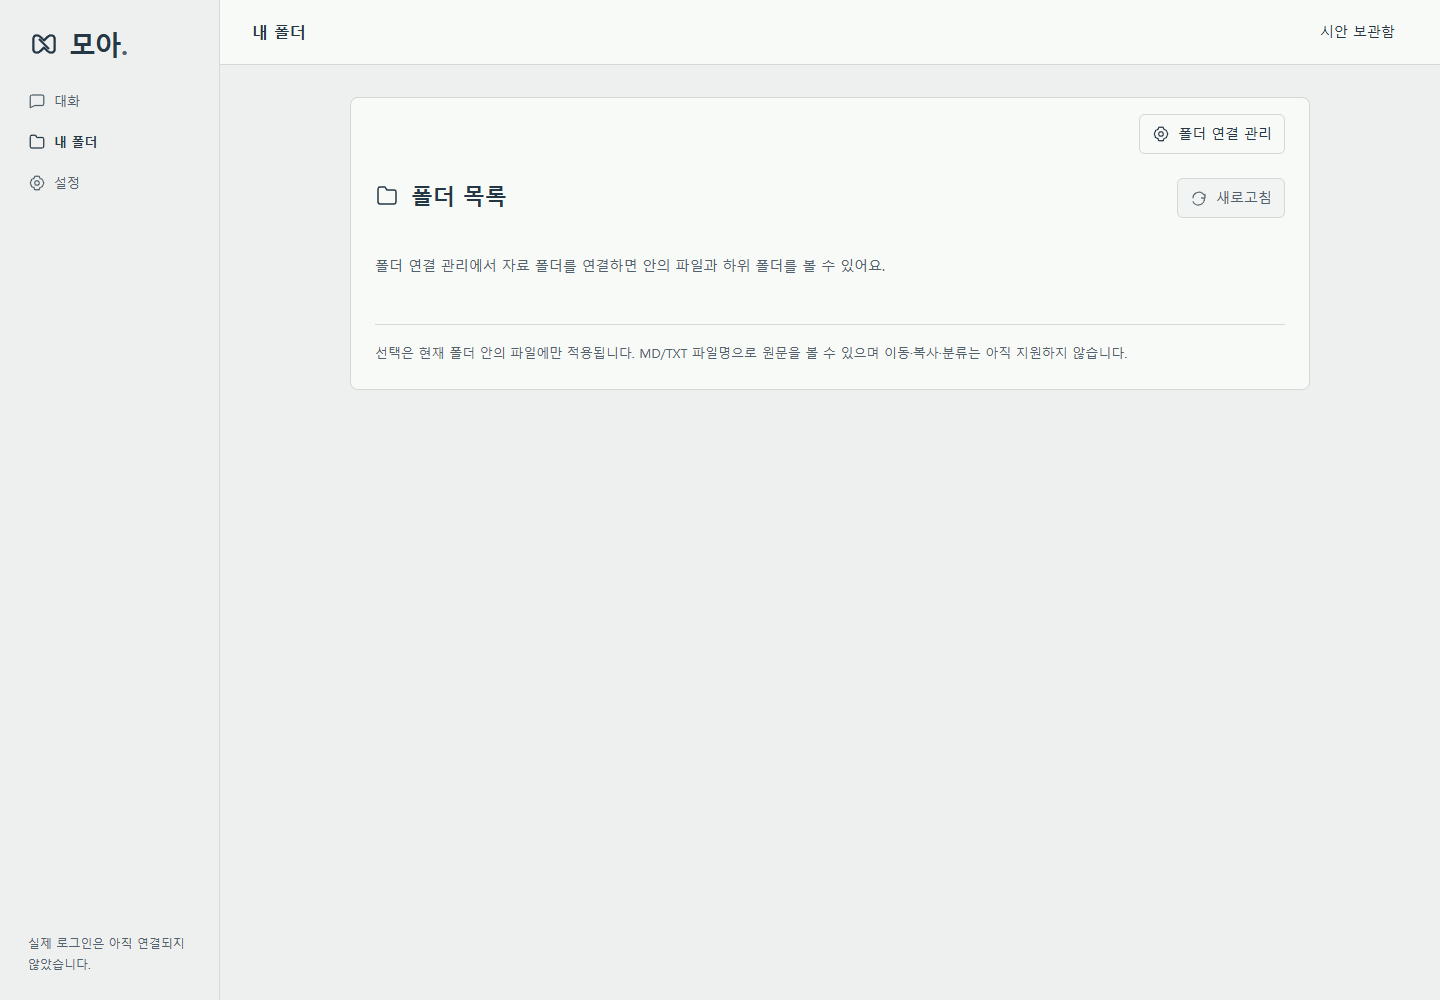 모아.
대화
내 폴더
설정
실제 로그인은 아직 연결되지
않았습니다.
내 폴더
시안 보관함
폴더 연결 관리
폴더 목록
새로고침
폴더 연결 관리에서 자료 폴더를 연결하면 안의 파일과 하위 폴더를 볼 수 있어요.
선택은 현재 폴더 안의 파일에만 적용됩니다. MD/TXT 파일명으로 원문을 볼 수 있으며 이동·복사·분류는 아직 지원하지 않습니다.